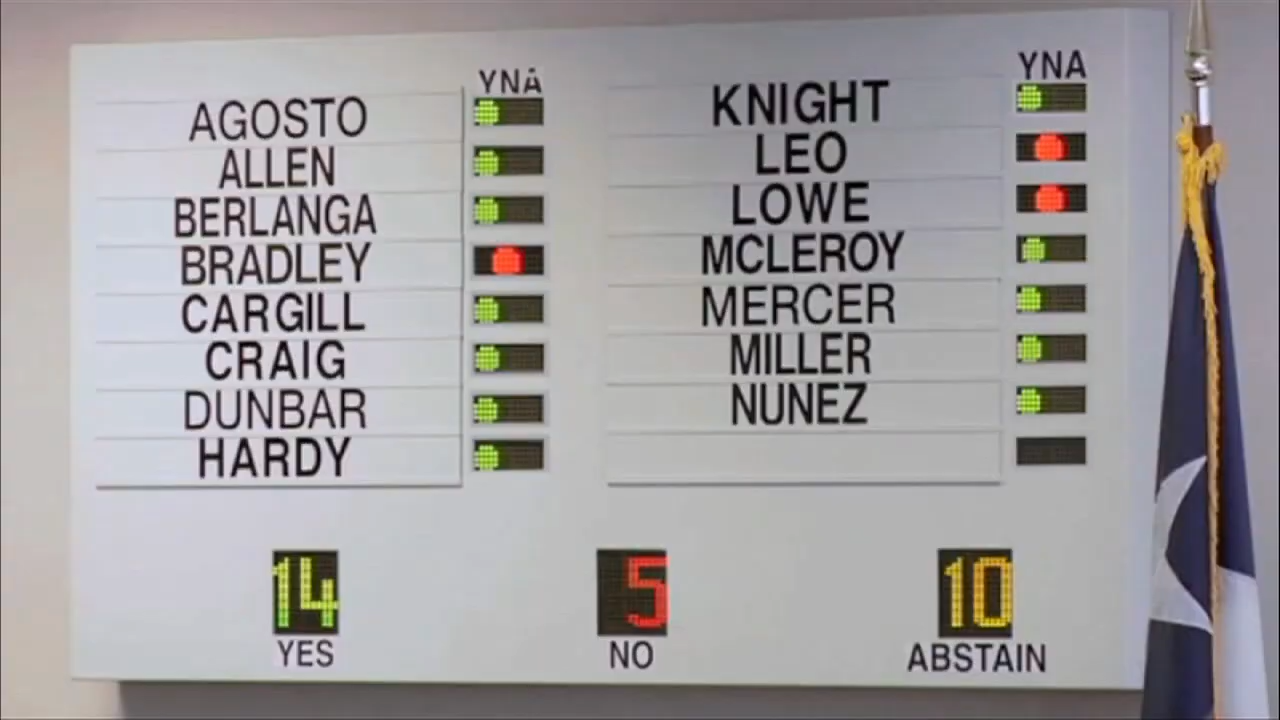 YNA
AGOSTO
ALLEN
BERLANGA
BRADLEY
CARGILL
CRAIG
DUNBAR
HARDY
YNA
KNIGHT
LEO
LOWE
MCLEROY
MERCER
MILLER
NUNEZ
14
YES
5
NO
10
ABSTAIN